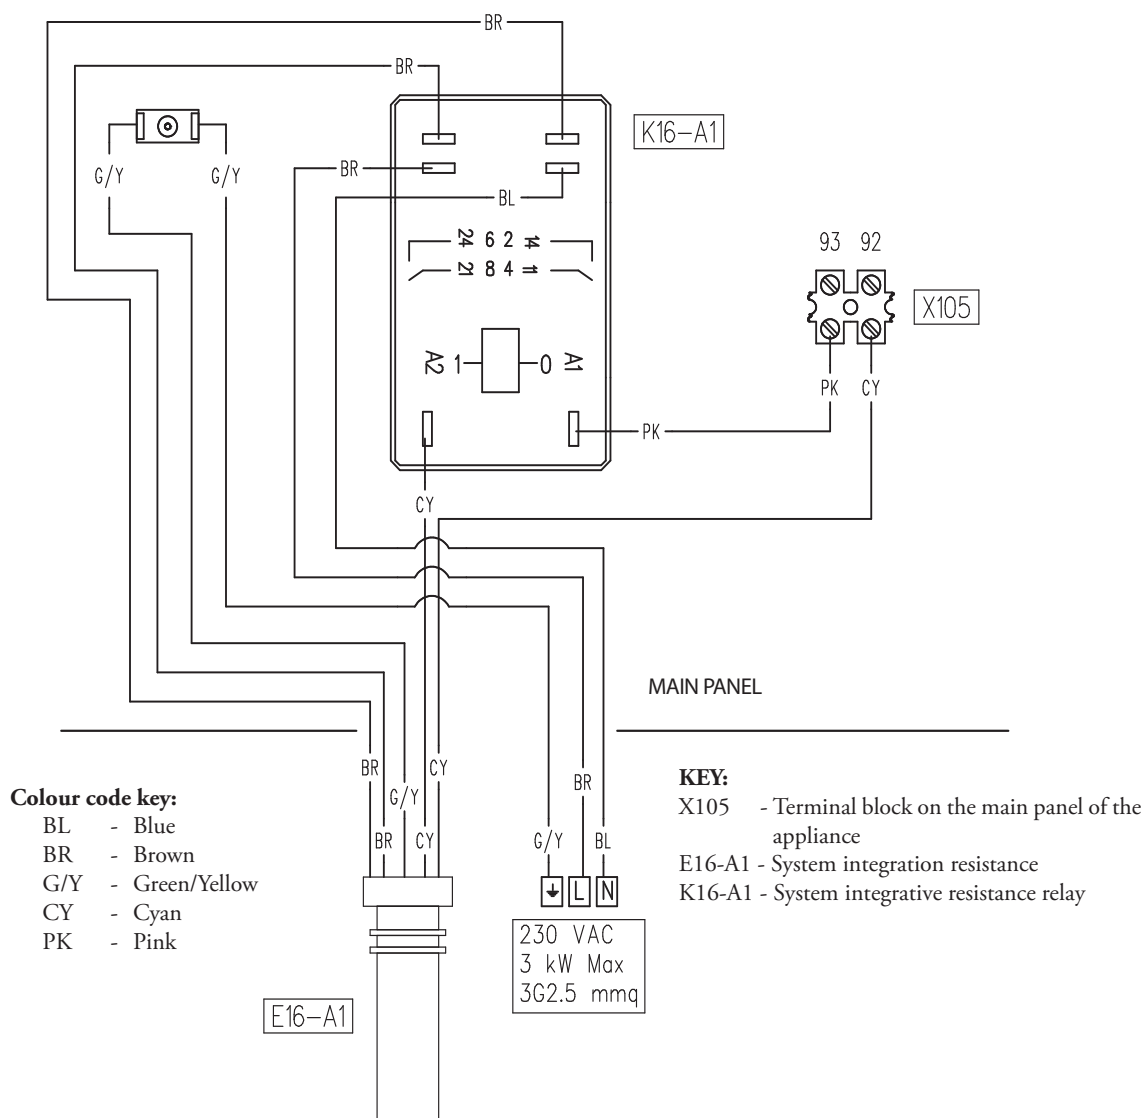 BR
BR
K16-A1
G/Y G/Y
BR
BL
24 6 2 14
21 8 4 11
93 92
X105
A2 1 0 A1
PK CY
PK
CY
MAIN PANEL
BR CY
BR
G/Y
BR CY G/Y BL
L N
230 VAC
3 kW Max
3G2.5 mmq
E16-A1
Colour code key:
BL - Blue
BR - Brown
G/Y - Green/Yellow
CY - Cyan
PK - Pink
KEY:
X105 - Terminal block on the main panel of the
appliance
E16-A1 - System integration resistance
K16-A1 - System integrative resistance relay